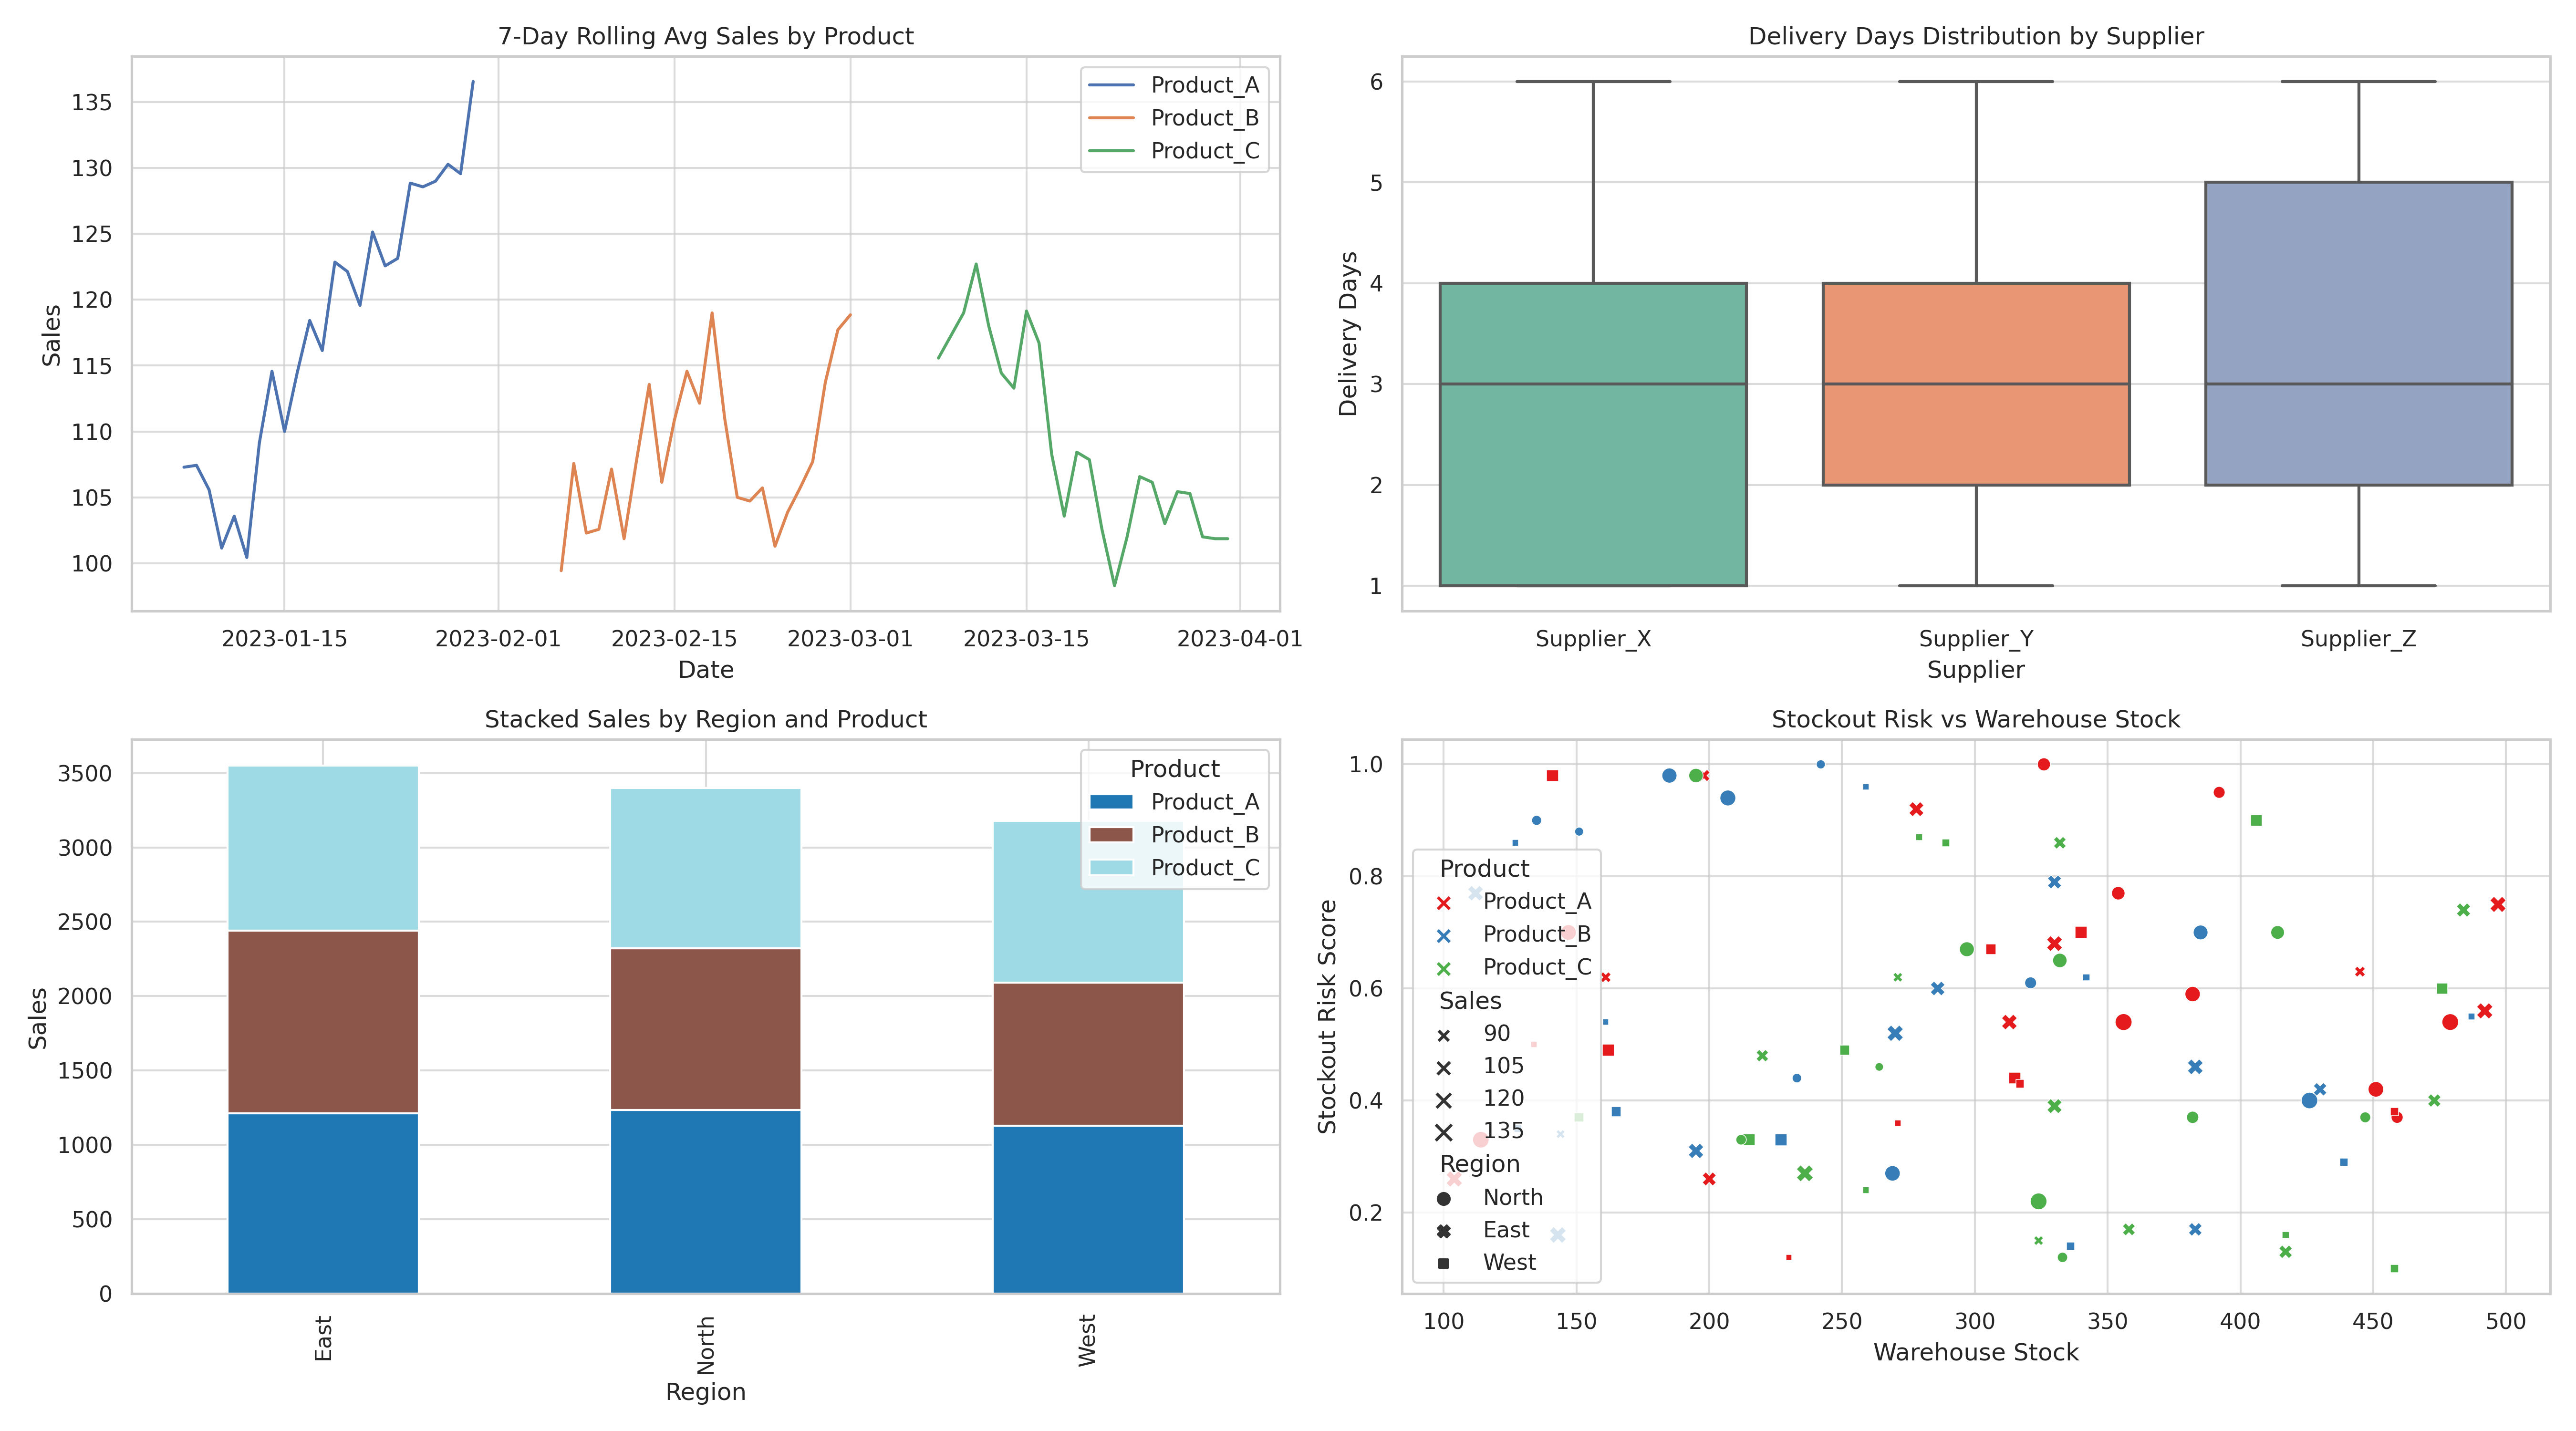 7-Day Rolling Avg Sales by Product
Sales
135
130
125
120
115
110
105
100
Product_A
Product_B
Product_C
2023-01-15
2023-02-01
2023-02-15
2023-03-01
2023-03-15
2023-04-01
Date
Delivery Days Distribution by Supplier
Delivery Days
6
5
4
3
2
1
Supplier_X
Supplier_Y
Supplier_Z
Supplier
Stacked Sales by Region and Product
Sales
3500
3000
2500
2000
1500
1000
500
0
Product
Product_A
Product_B
Product_C
East
North
West
Region
Stockout Risk vs Warehouse Stock
Stockout Risk Score
1.0
0.8
0.6
0.4
0.2
Product
Product_A
Product_B
Product_C
Sales
90
105
120
135
Region
North
East
West
100
150
200
250
300
350
400
450
500
Warehouse Stock